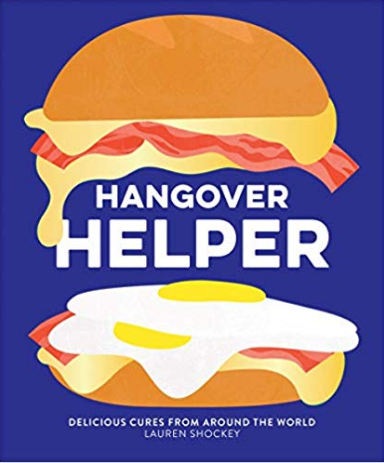 HANGOVER
HELPER
DELICIOUS CURES FROM AROUND THE WORLD
LAUREN SHOCKEY